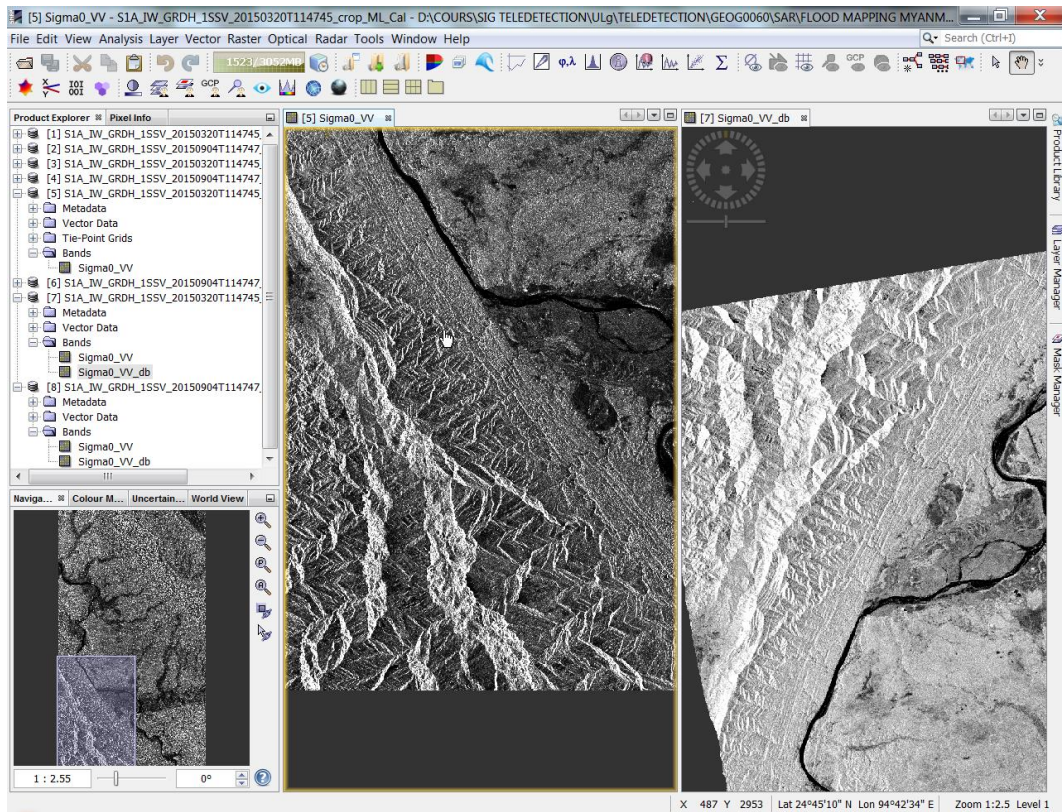 [5] Sigma0_VV - S1A_IW_GRDH_1SSV_20150320T114745_crop_ML_Cal - D:\COURS\SIG TELEDETECTION\ULg\TELEDETECTION\GEOG0060\SAR\FLOOD MAPPING MYANM...
File Edit View Analysis Layer Vector Raster Optical Radar Tools Window Help
Search (Ctrl+I)
1523/3052MB
φ,λ
Σ
GCP
GCP
Product Explorer
Pixel Info
[1] S1A_IW_GRDH_1SSV_20150320T114745_
[2] S1A_IW_GRDH_1SSV_20150904T114747_
[3] S1A_IW_GRDH_1SSV_20150320T114745_
[4] S1A_IW_GRDH_1SSV_20150904T114747_
[5] S1A_IW_GRDH_1SSV_20150320T114745_
Metadata
Vector Data
Tie-Point Grids
Bands
Sigma0_VV
[6] S1A_IW_GRDH_1SSV_20150904T114747_
[7] S1A_IW_GRDH_1SSV_20150320T114745_
Metadata
Vector Data
Bands
Sigma0_VV
Sigma0_VV_db
[8] S1A_IW_GRDH_1SSV_20150904T114747_
Metadata
Vector Data
Bands
Sigma0_VV
Sigma0_VV_db
Naviga...
Colour M...
Uncertain...
World View
1 : 2.55
0°
[5] Sigma0_VV
[7] Sigma0_VV_db
Product Library
Layer Manager
Mask Manager
X 487 Y 2953
Lat 24°45'10" N Lon 94°42'34" E
Zoom 1:2.5 Level